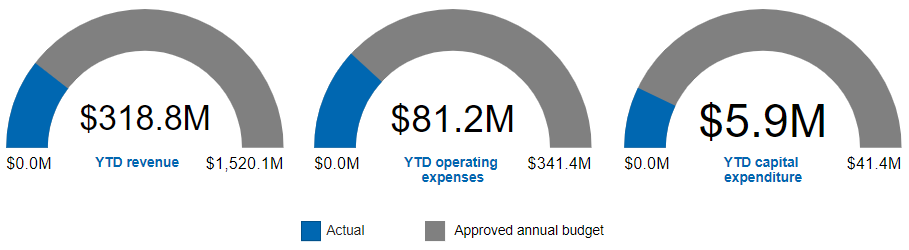 $318.8M
$0.0M YTD revenue $1,520.1M
$81.2M
$0.0M YTD operating $341.4M
expenses
$5.9M
$0.0M YTD capital $41.4M
expenditure
Actual Approved annual budget